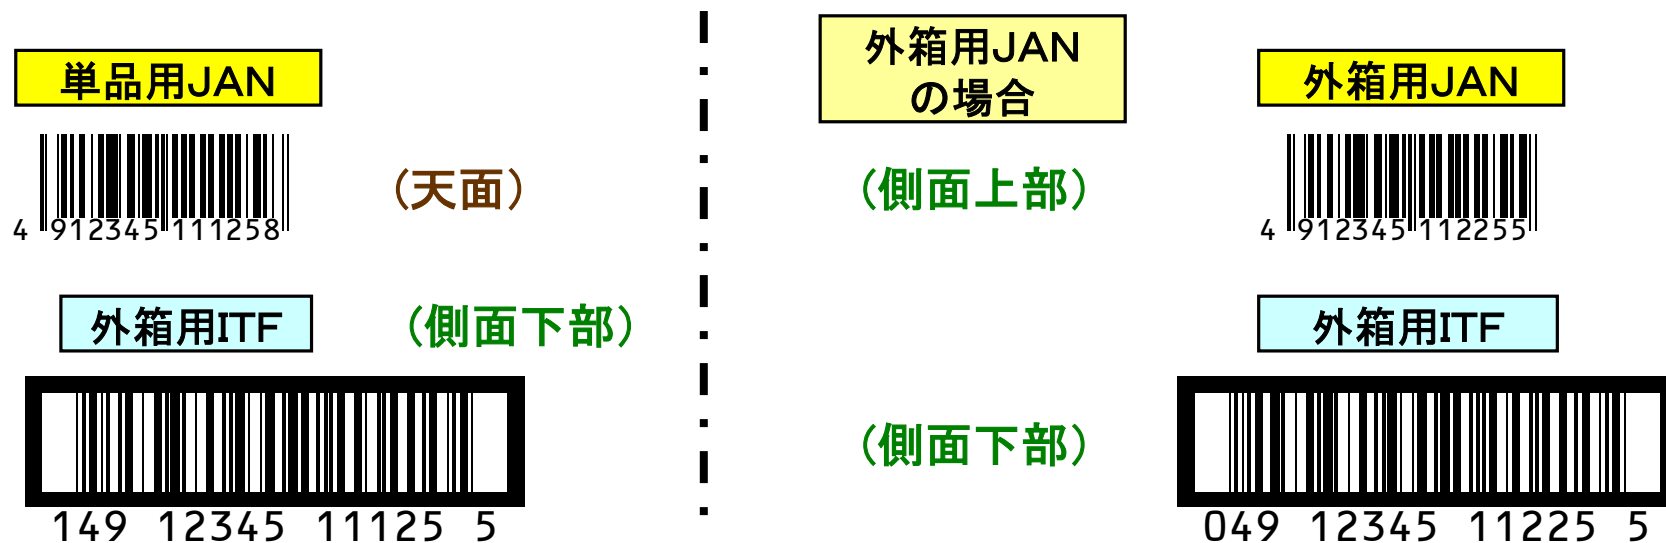 単品用JAN
4 912345 111258
(天面)
外箱用ITF
(側面下部)
149 12345 11125 5
外箱用JAN
の場合
外箱用JAN
(側面上部)
4 912345 112255
外箱用ITF
(側面下部)
049 12345 11225 5